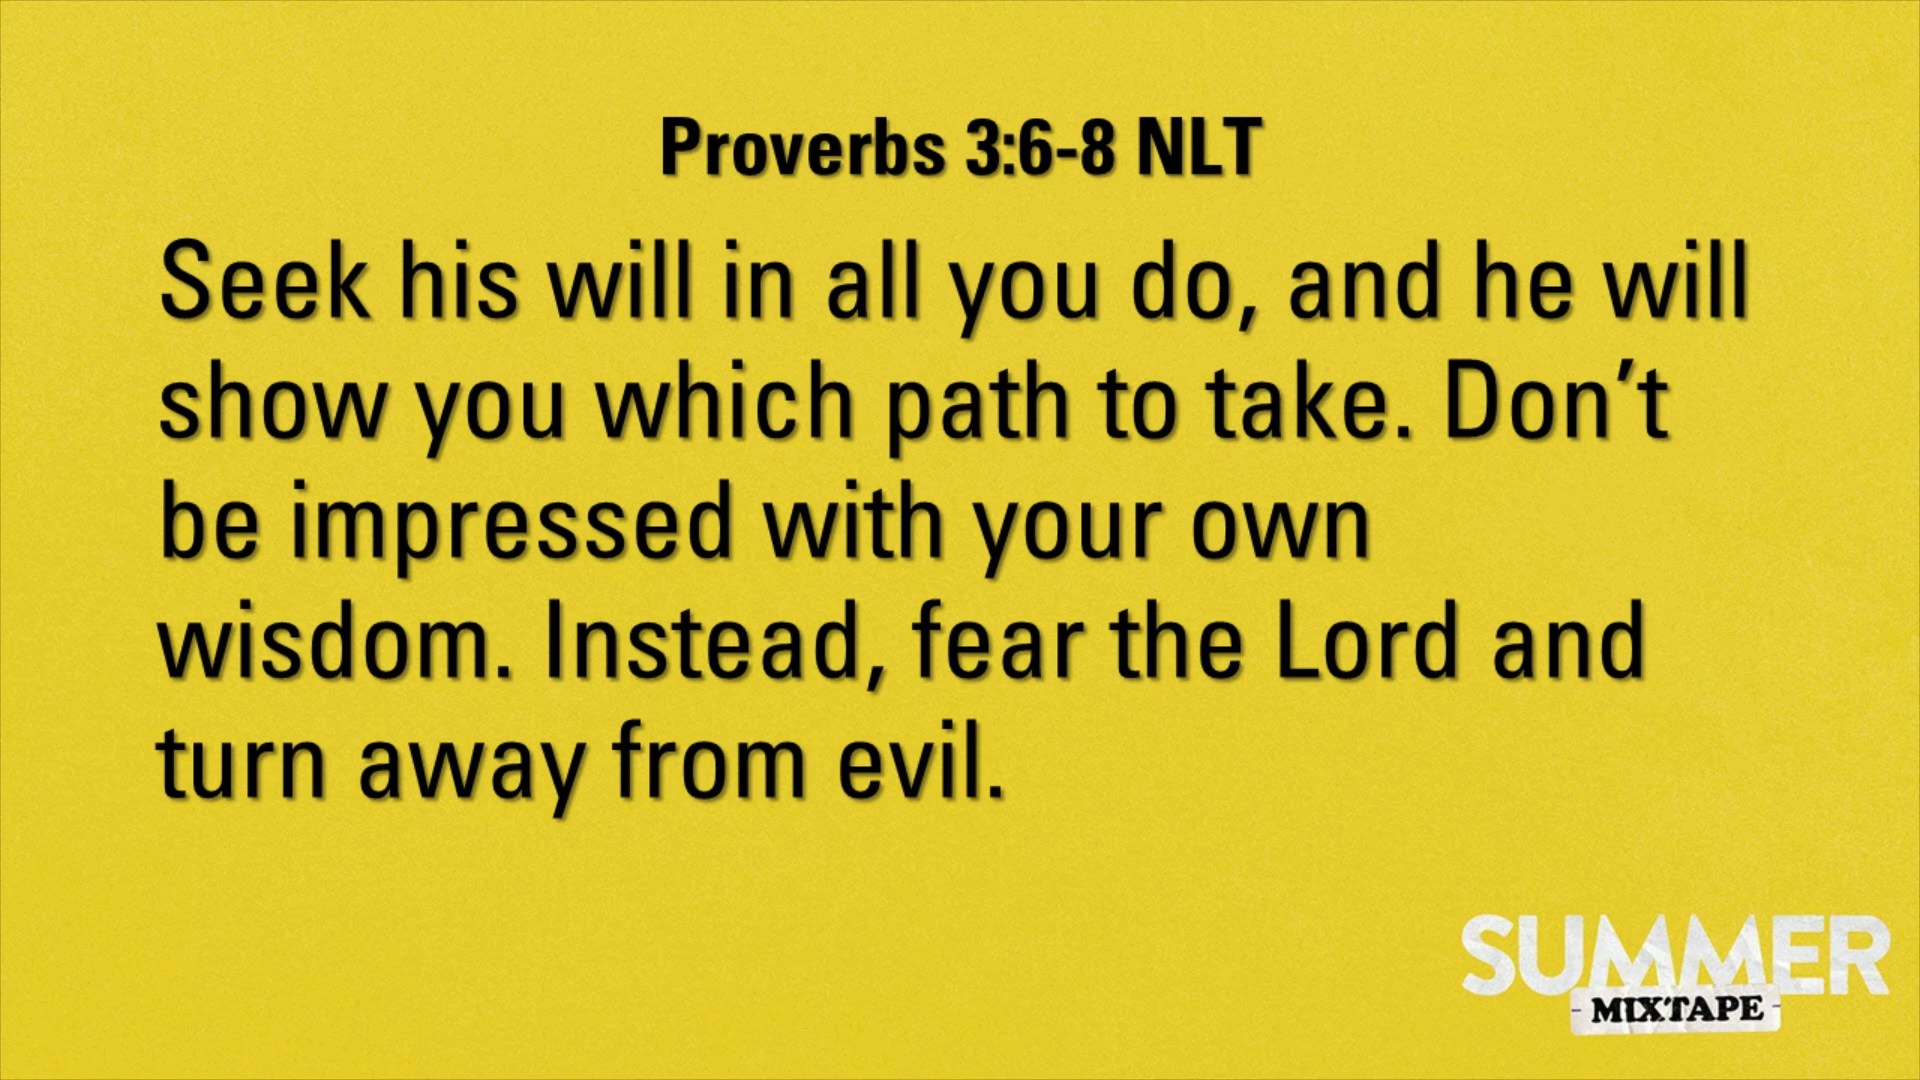 Proverbs 3:6-8 NLT
Seek his will in all you do, and he will
show you which path to take. Don’t
be impressed with your own
wisdom. Instead, fear the Lord and
turn away from evil.
SUMMER
- MIXTAPE -